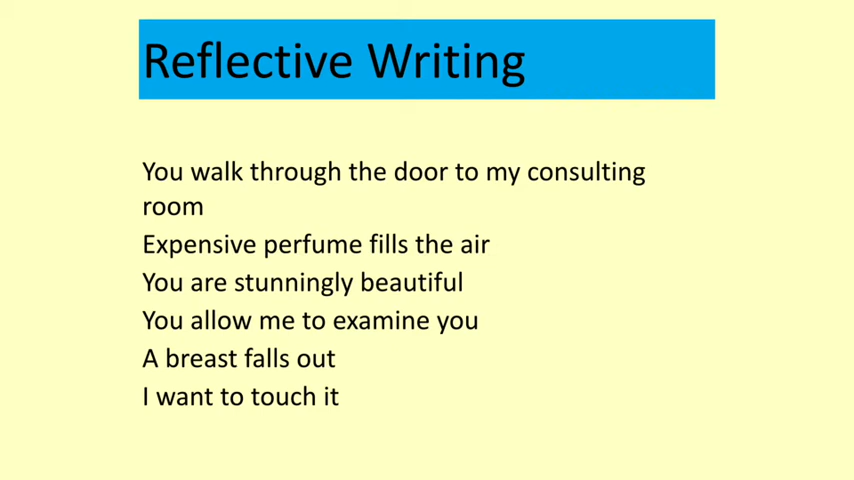 Reflective Writing
You walk through the door to my consulting
room
Expensive perfume fills the air
You are stunningly beautiful
You allow me to examine you
A breast falls out
I want to touch it